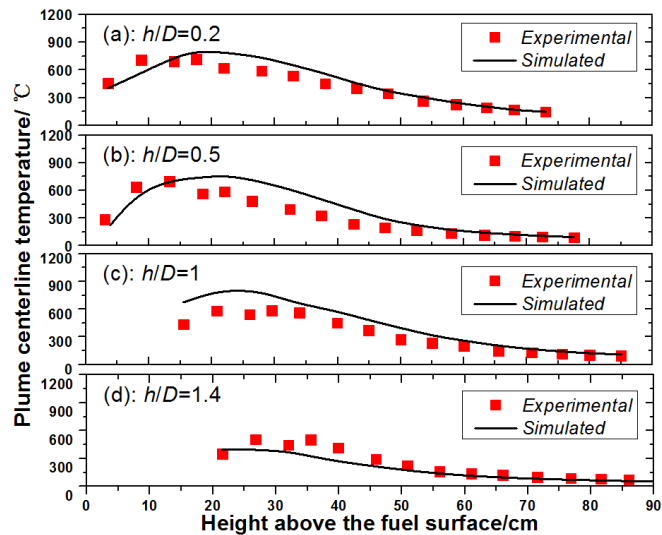 Plume centerline temperature/ ℃
1200
900
600
300
0
(a): h/D=0.2
Experimental
Simulated
1200
900
600
300
0
(b): h/D=0.5
Experimental
Simulated
1200
900
600
300
0
(c): h/D=1
Experimental
Simulated
1200
900
600
300
0
(d): h/D=1.4
Experimental
Simulated
0 10 20 30 40 50 60 70 80 90
Height above the fuel surface/cm